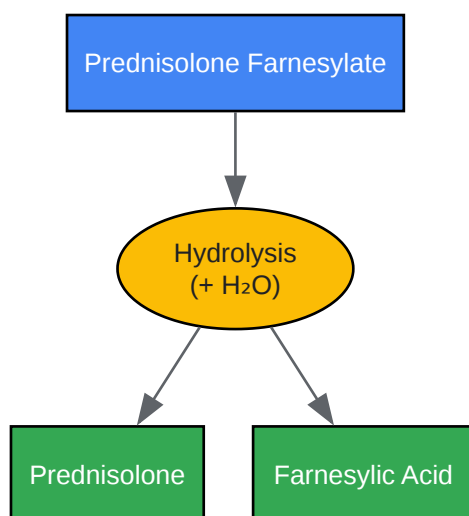 Prednisolone Farnesylate
Hydrolysis
(+ H₂O)
Prednisolone
Farnesylic Acid